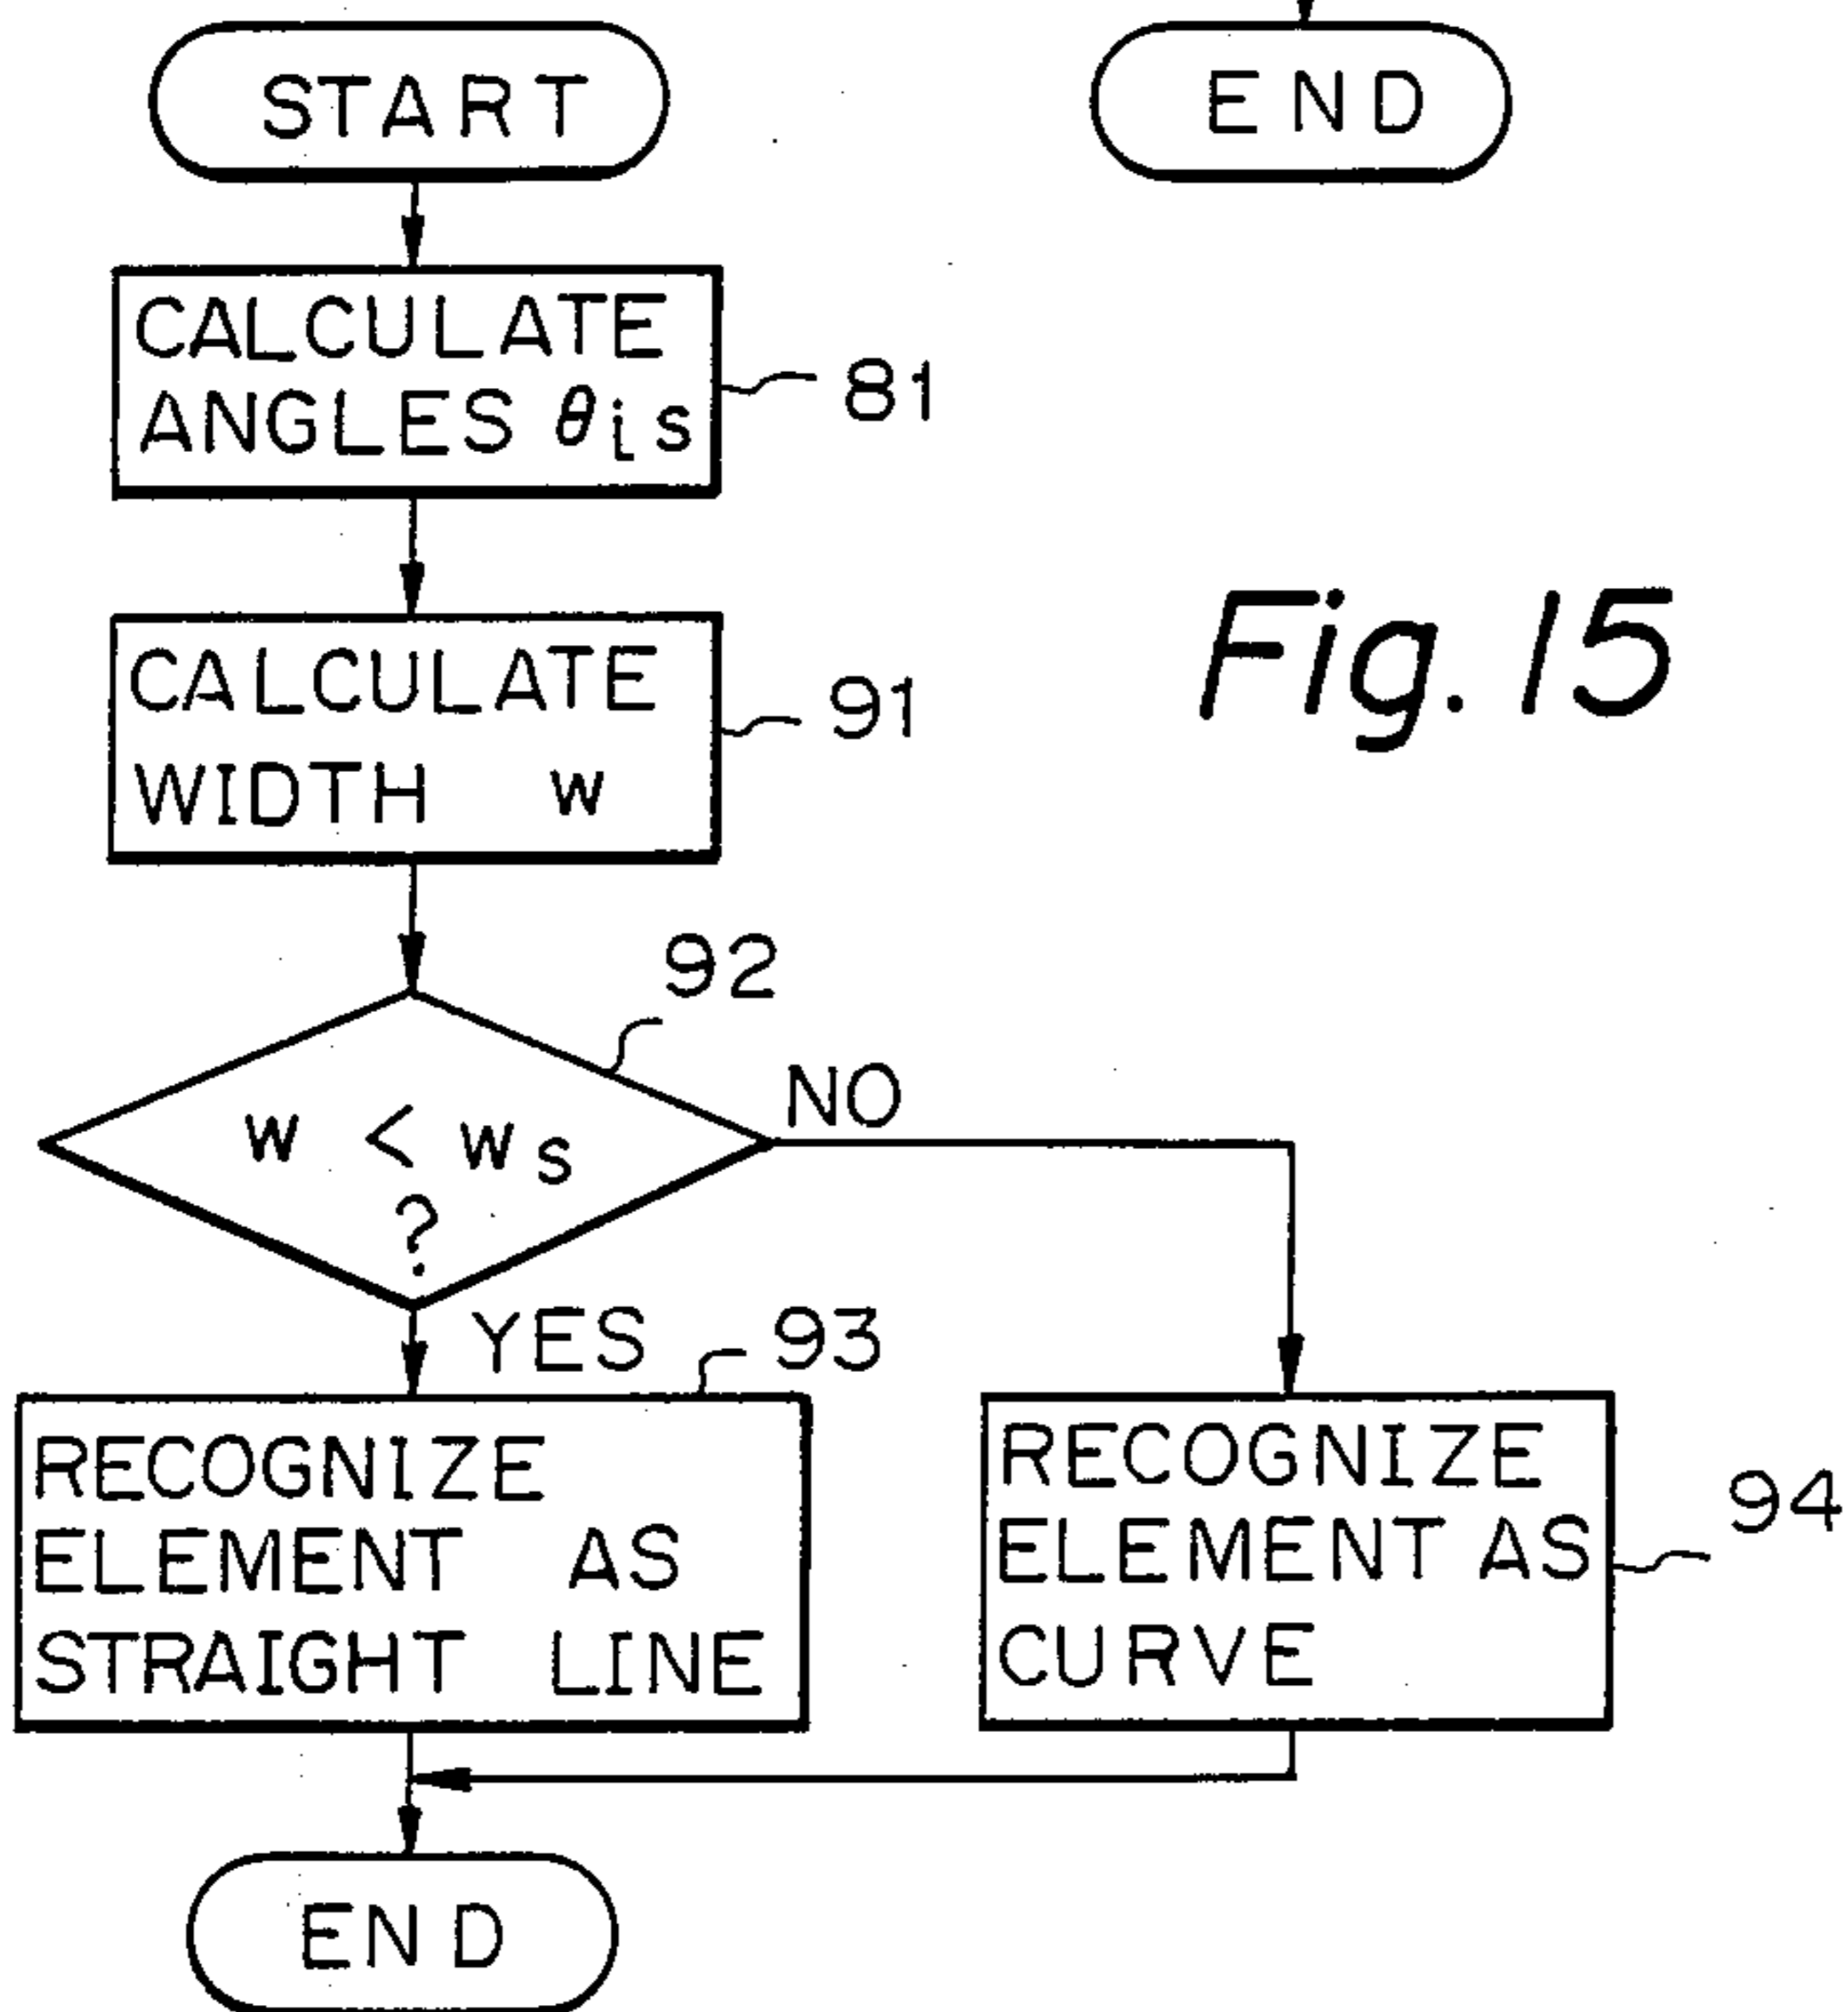 START
END
CALCULATE
ANGLES θis
81
CALCULATE
WIDTH w
91
Fig. 15
92
w < ws
?
NO
YES
93
RECOGNIZE
ELEMENT AS
STRAIGHT LINE
RECOGNIZE
ELEMENT AS
CURVE
94
END